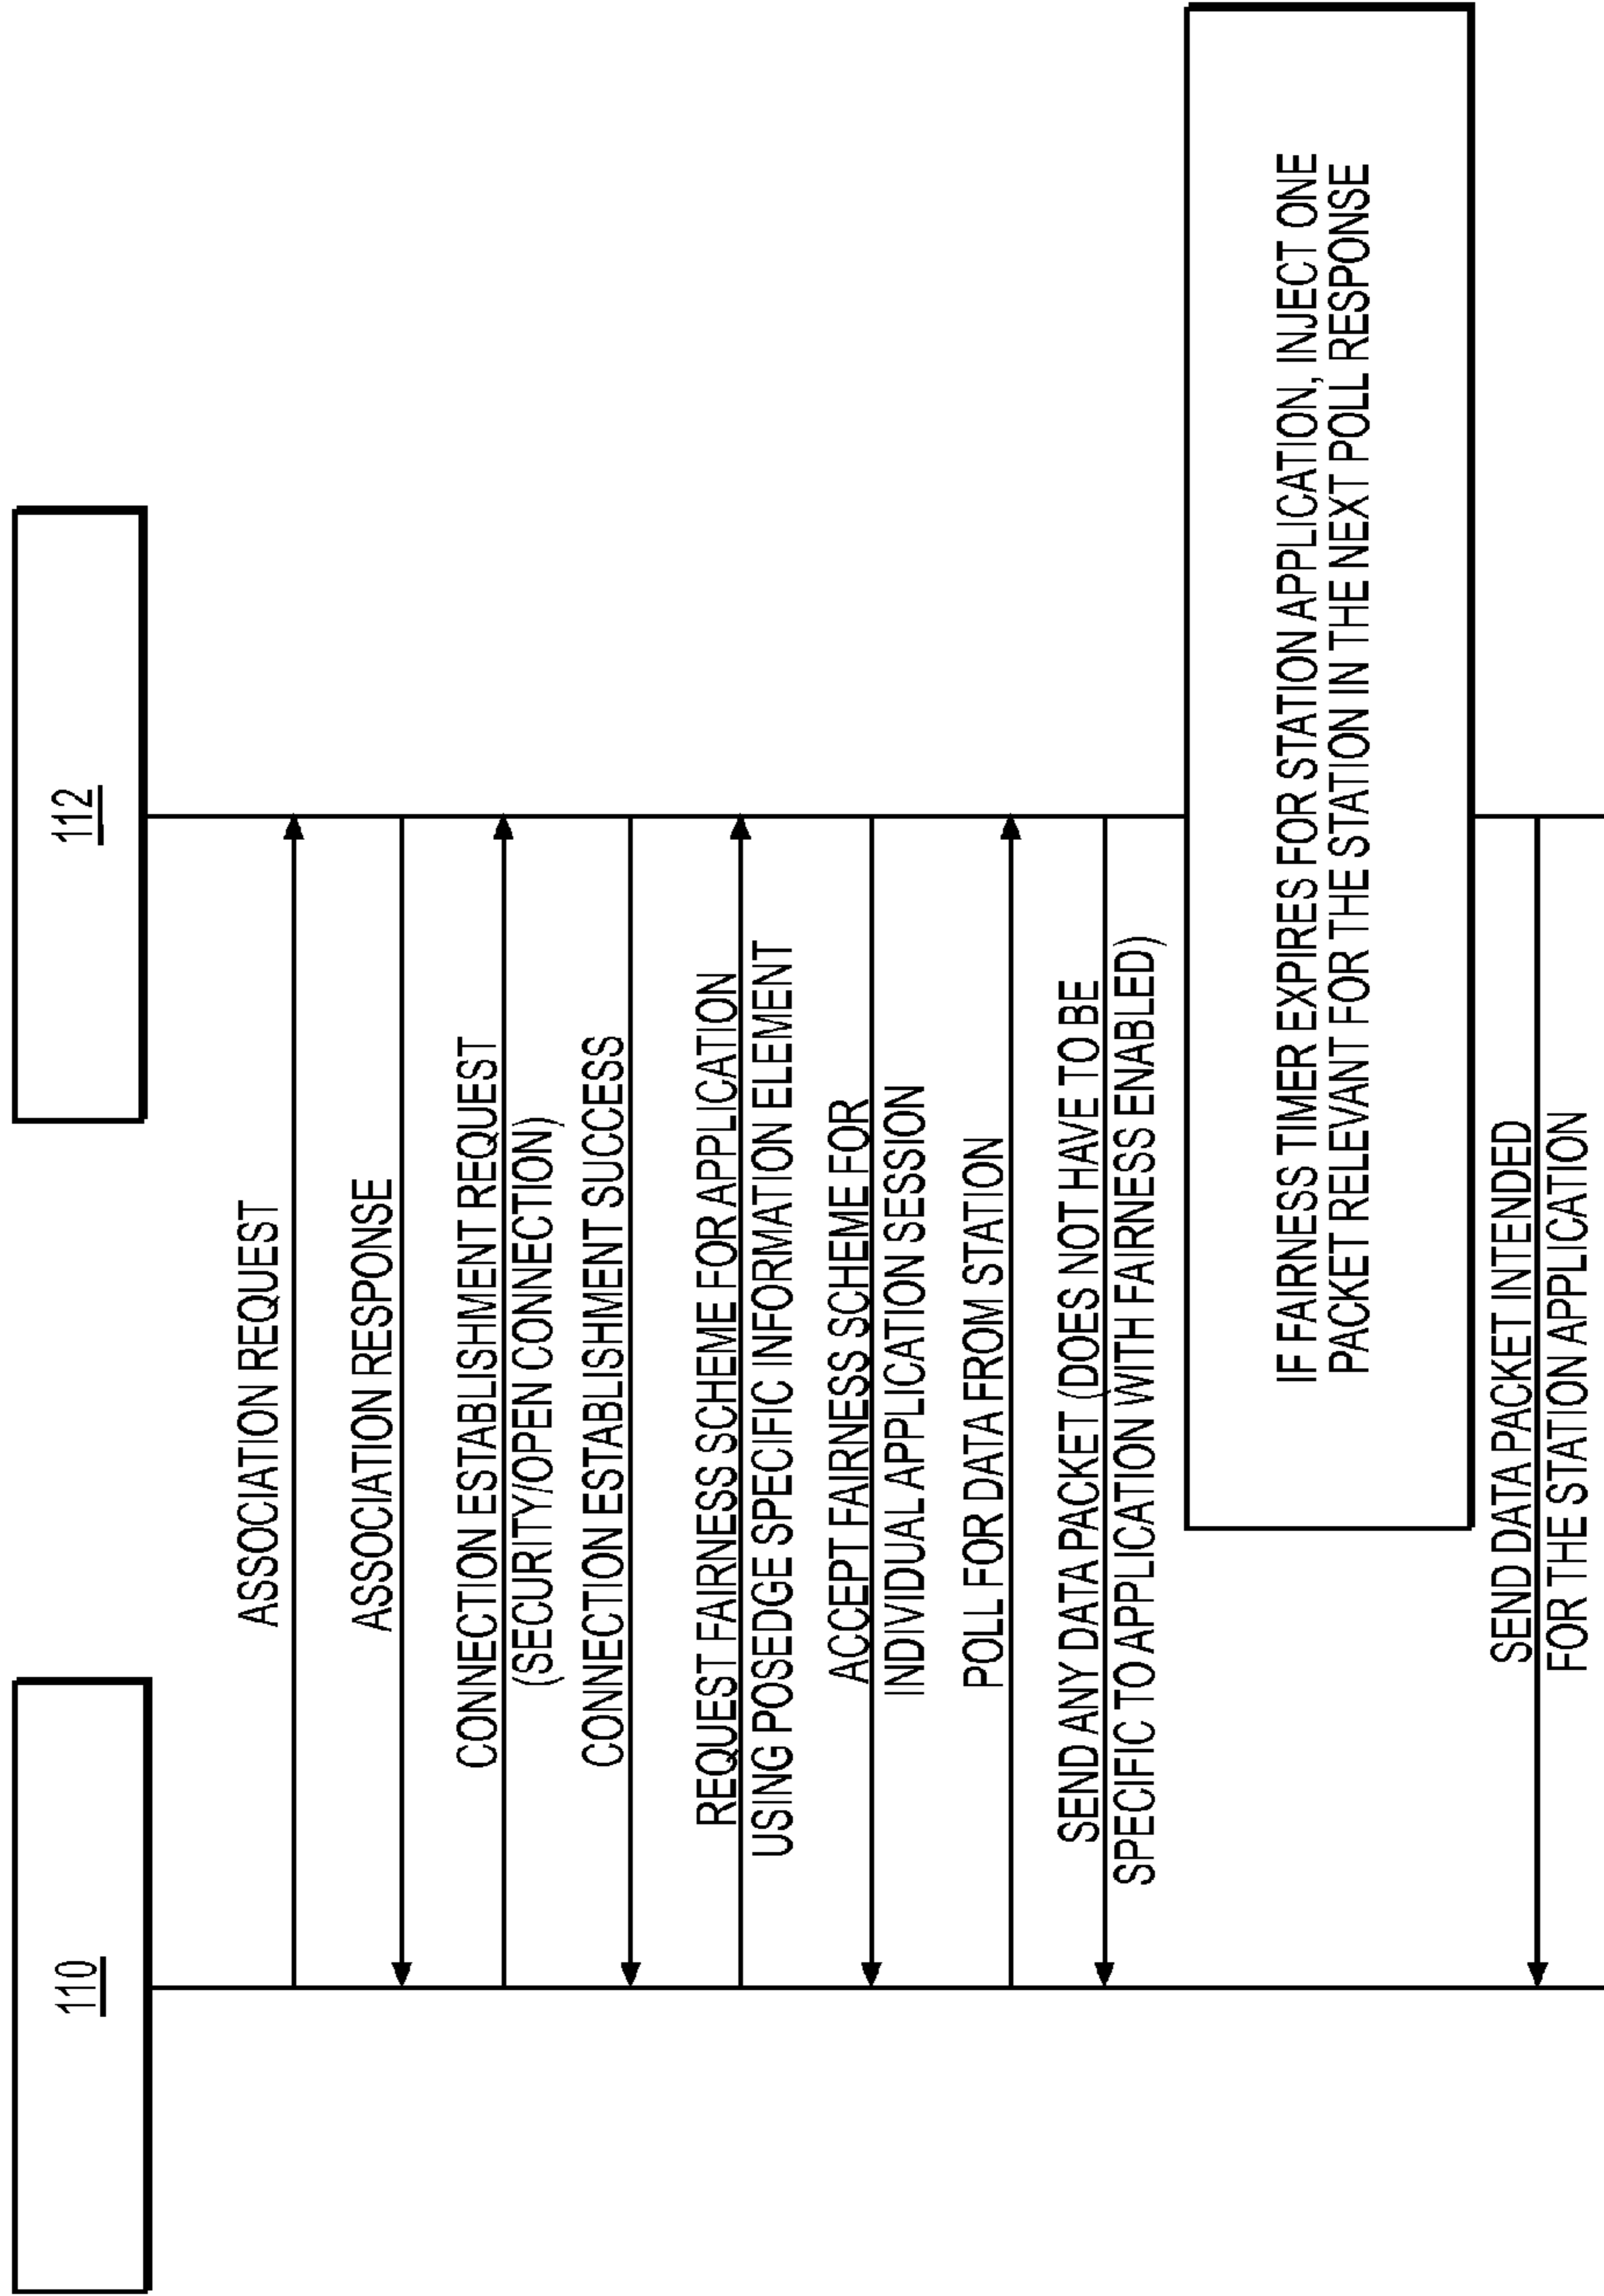 110
112
ASSOCIATION REQUEST
ASSOCIATION RESPONSE
CONNECTION ESTABLISHMENT REQUEST
(SECURITY/OPEN CONNECTION)
CONNECTION ESTABLISHMENT SUCCESS
REQUEST FAIRNESS SCHEME FOR APPLICATION
USING POSEDGE SPECIFIC INFORMATION ELEMENT
ACCEPT FAIRNESS SCHEME FOR
INDIVIDUAL APPLICATION SESSION
POLL FOR DATA FROM STATION
SEND ANY DATA PACKET (DOES NOT HAVE TO BE
SPECIFIC TO APPLICATION WITH FAIRNESS ENABLED)
IF FAIRNESS TIMER EXPIRES FOR STATION APPLICATION, INJECT ONE
PACKET RELEVANT FOR THE STATION IN THE NEXT POLL RESPONSE
SEND DATA PACKET INTENDED
FOR THE STATION APPLICATION